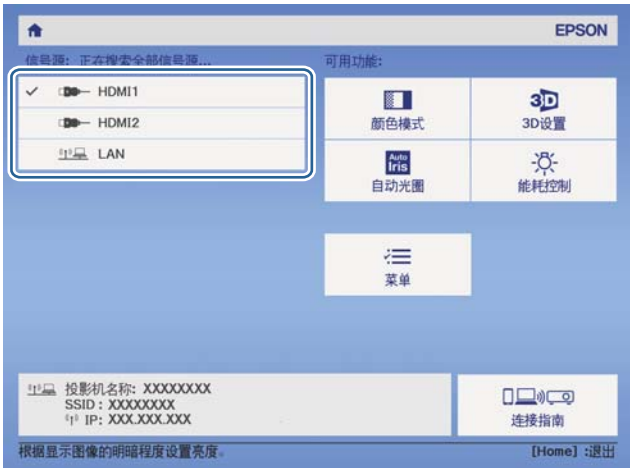 EPSON
信号源: 正在搜索全部信号源...
HDMI1
HDMI2
LAN
可用功能:
颜色模式
3D
3D设置
Auto
Iris
自动光圈
能耗控制
菜单
投影机名称: XXXXXXXX
SSID : XXXXXXXX
IP: XXX.XXX.XXX
连接指南
根据显示图像的明暗程度设置亮度。
[Home] :退出